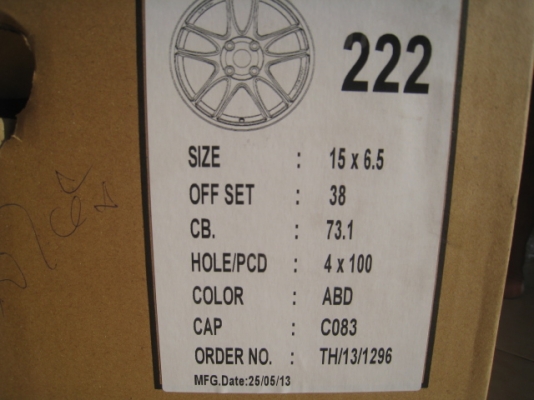 222
SIZE : 15 x 6.5
OFF SET : 38
CB. : 73.1
HOLE/PCD : 4 x 100
COLOR : ABD
CAP : C083
ORDER NO. : TH/13/1296
MFG.Date:25/05/13